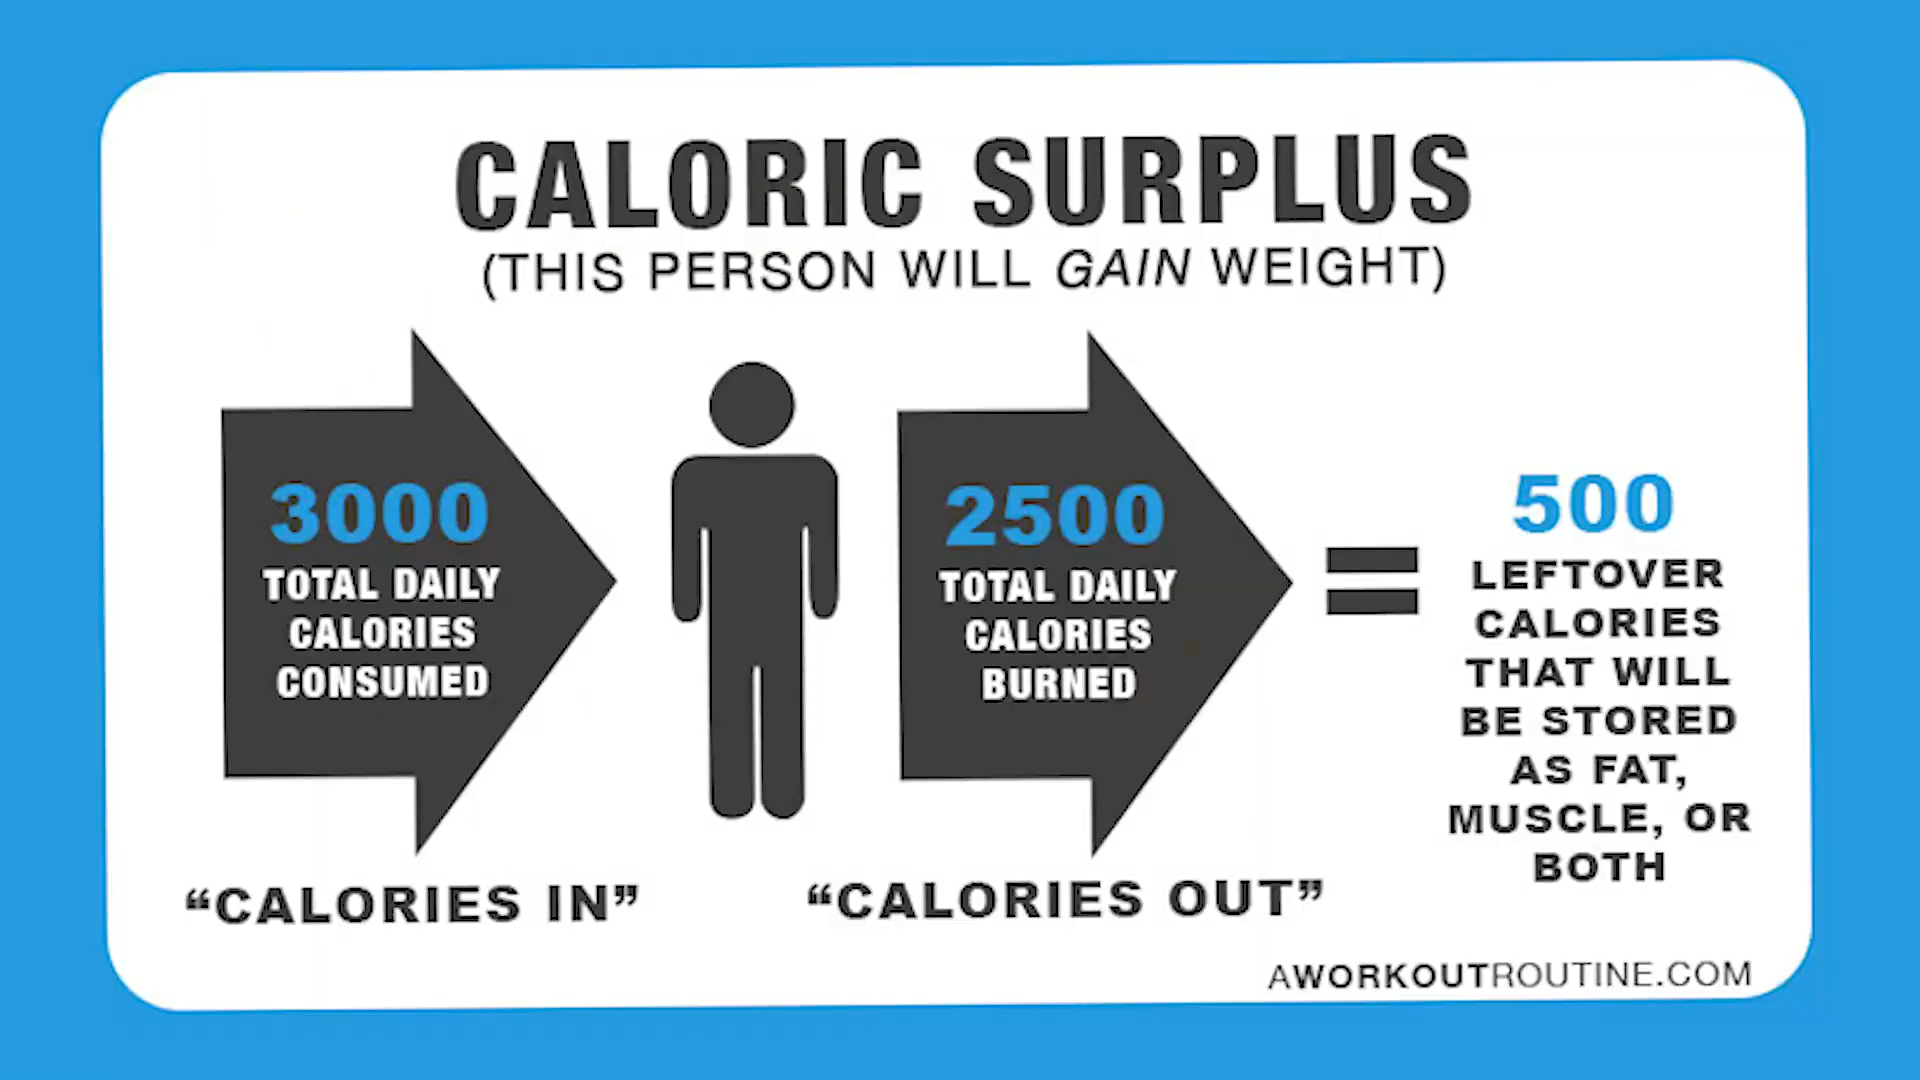 CALORIC SURPLUS
(THIS PERSON WILL GAIN WEIGHT)
3000
TOTAL DAILY
CALORIES
CONSUMED
“CALORIES IN”
2500
TOTAL DAILY
CALORIES
BURNED
“CALORIES OUT”
=
500
LEFTOVER
CALORIES
THAT WILL
BE STORED
AS FAT,
MUSCLE, OR
BOTH
AWORKOUTROUTINE.COM